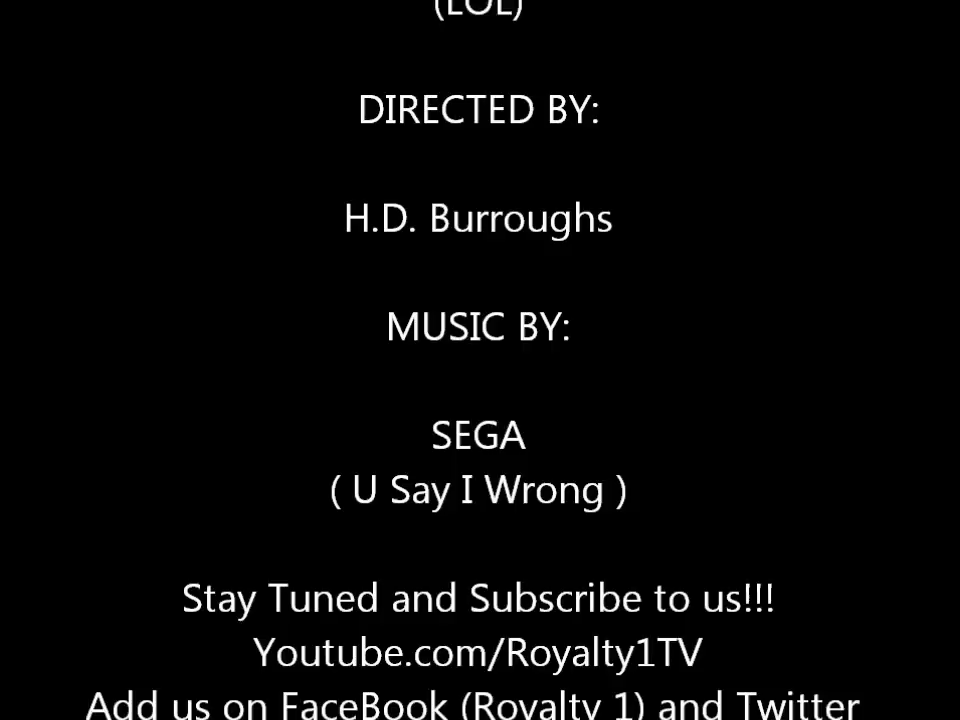 (LOL)
DIRECTED BY:
H.D. Burroughs
MUSIC BY:
SEGA
( U Say I Wrong )
Stay Tuned and Subscribe to us!!!
Youtube.com/Royalty1TV
Add us on FaceBook (Royalty 1) and Twitter